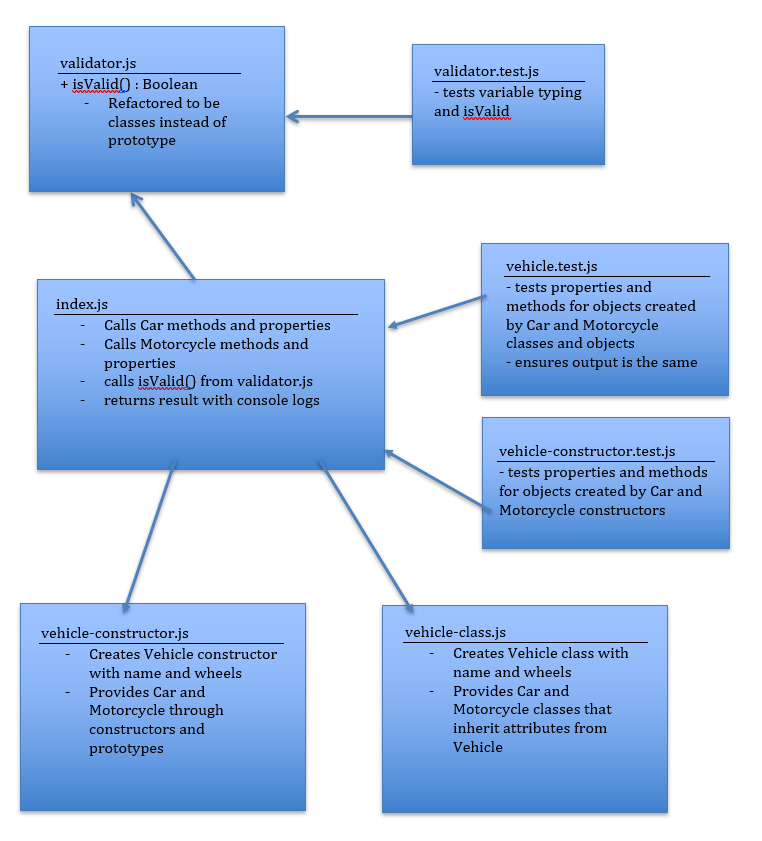 validator.js
+ isValid() : Boolean
- Refactored to be
classes instead of
prototype
validator.test.js
- tests variable typing
and isValid
index.js
- Calls Car methods and properties
- Calls Motorcycle methods and
properties
- calls isValid() from validator.js
- returns result with console logs
vehicle.test.js
- tests properties and
methods for objects created
by Car and Motorcycle
classes and objects
- ensures output is the same
vehicle-constructor.test.js
- tests properties and methods
for objects created by Car and
Motorcycle constructors
vehicle-constructor.js
- Creates Vehicle constructor
with name and wheels
- Provides Car and
Motorcycle through
constructors and
prototypes
vehicle-class.js
- Creates Vehicle class with
name and wheels
- Provides Car and
Motorcycle classes that
inherit attributes from
Vehicle